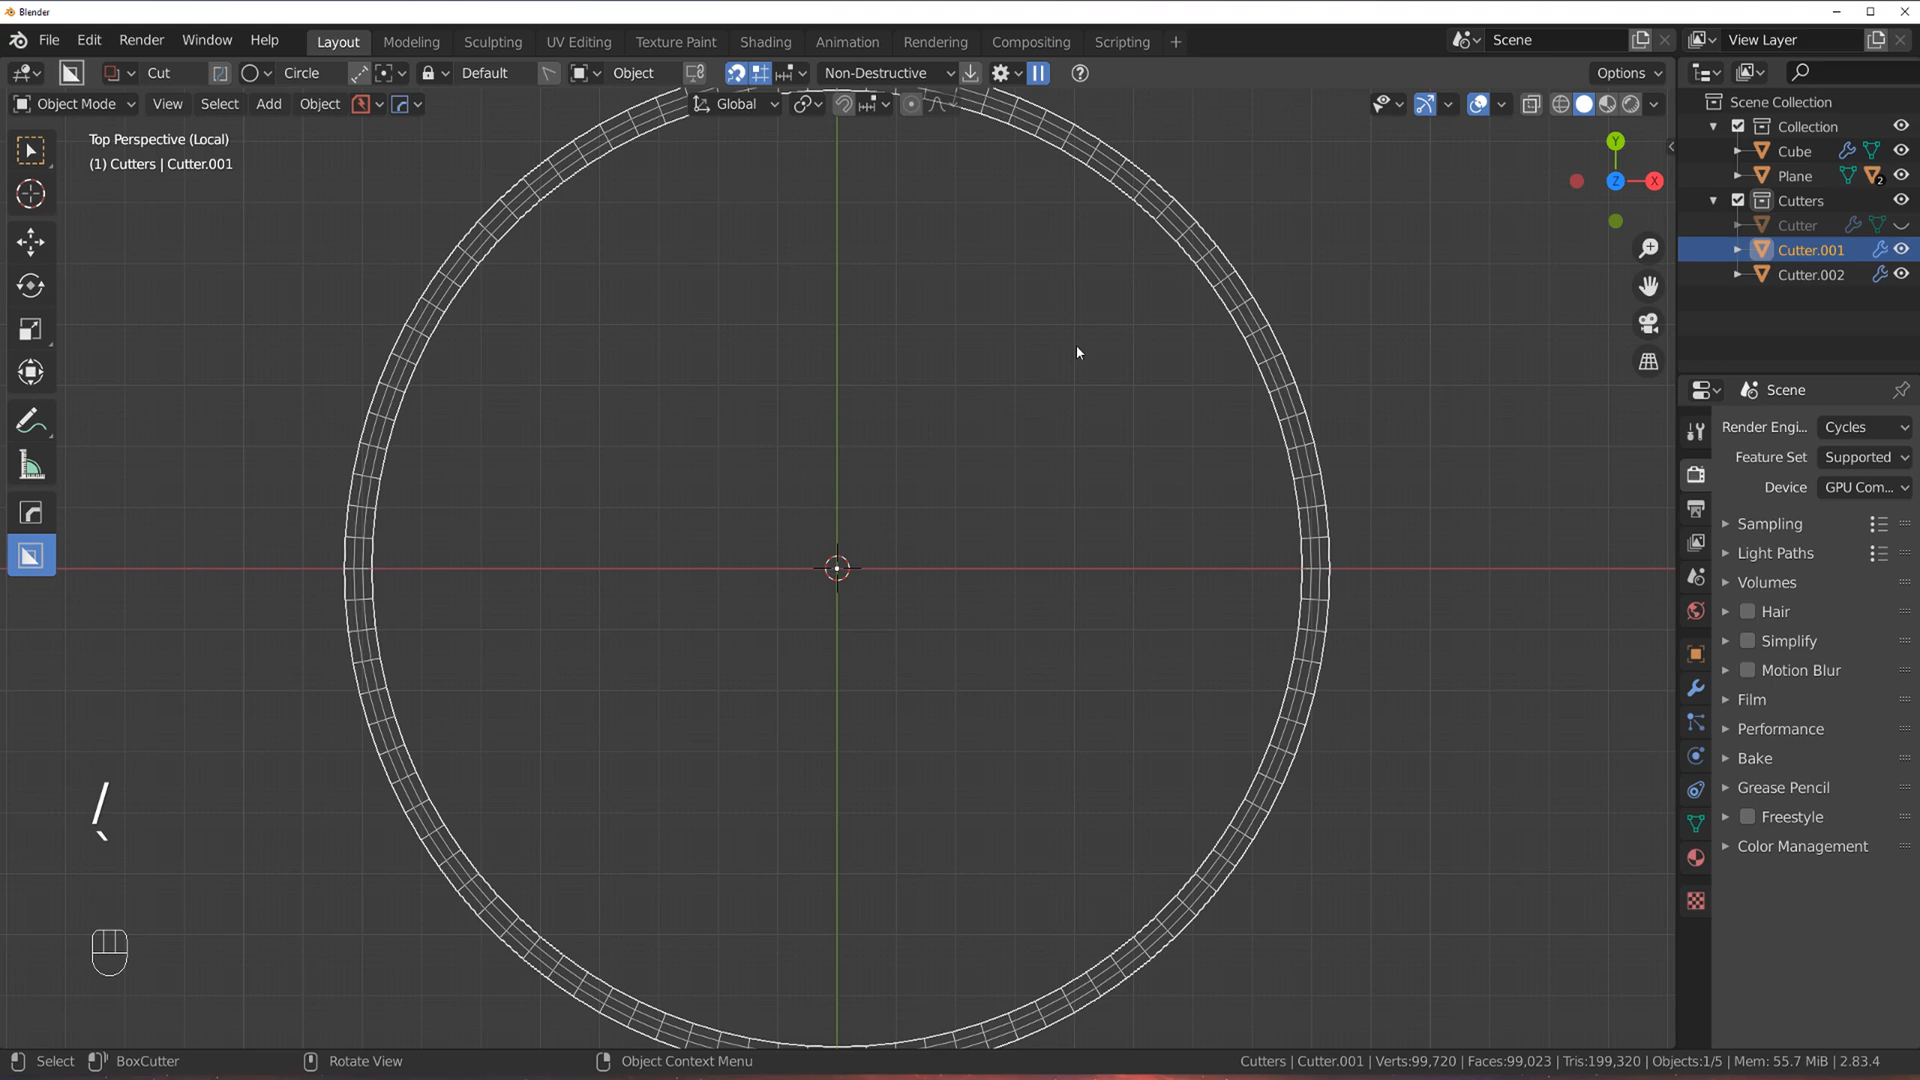 Blender
File Edit Render Window Help Layout Modeling Sculpting UV Editing Texture Paint Shading Animation Rendering Compositing Scripting + Scene View Layer
Cut Circle Default Object Non-Destructive Options
Object Mode View Select Add Object Global
Top Perspective (Local)
(1) Cutters | Cutter.001
Y
Z X
Scene Collection
Collection
Cube
Plane 2
Cutters
Cutter
Cutter.001
Cutter.002
Scene
Render Engi... Cycles
Feature Set Supported
Device GPU Com...
Sampling
Light Paths
Volumes
Hair
Simplify
Motion Blur
Film
Performance
Bake
Grease Pencil
Freestyle
Color Management
/
Select BoxCutter Rotate View Object Context Menu Cutters | Cutter.001 | Verts:99,720 | Faces:99,023 | Tris:199,320 | Objects:1/5 | Mem: 55.7 MiB | 2.83.4